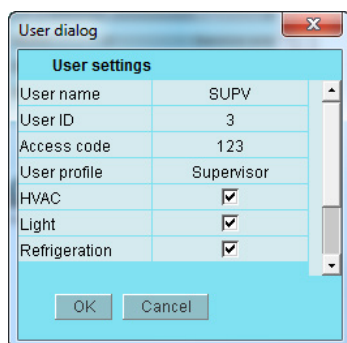 User dialog
User settings
User name SUPV
User ID 3
Access code 123
User profile Supervisor
HVAC
Light
Refrigeration
OK Cancel